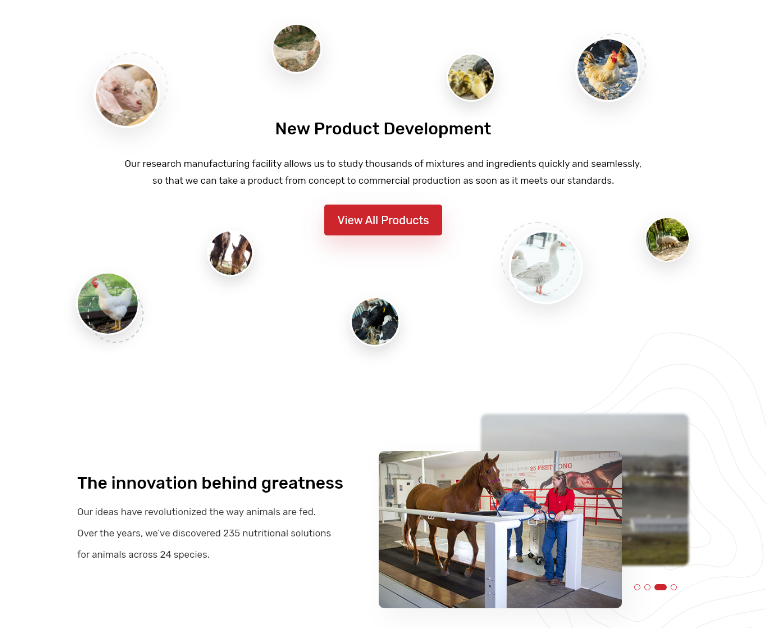 New Product Development
Our research manufacturing facility allows us to study thousands of mixtures and ingredients quickly and seamlessly,
so that we can take a product from concept to commercial production as soon as it meets our standards.
View All Products
The innovation behind greatness
Our ideas have revolutionized the way animals are fed.
Over the years, we've discovered 235 nutritional solutions
for animals across 24 species.
25 FEET LONG